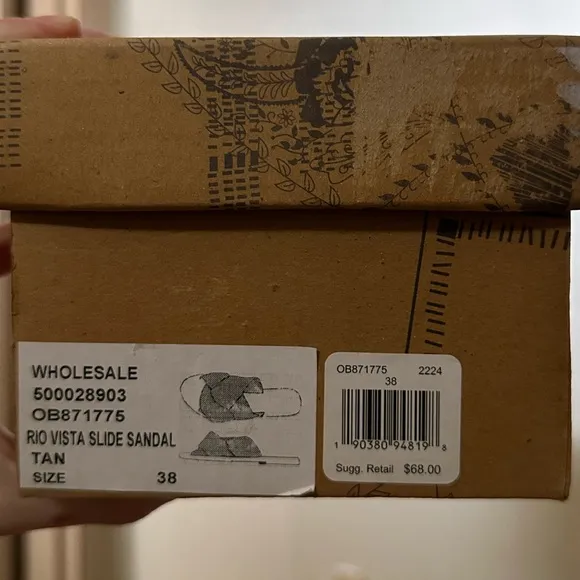 WHOLESALE
500028903
OB871775
RIO VISTA SLIDE SANDAL
TAN
SIZE 38
OB871775 2224
38
1 90380 94819 8
Sugg. Retail $68.00